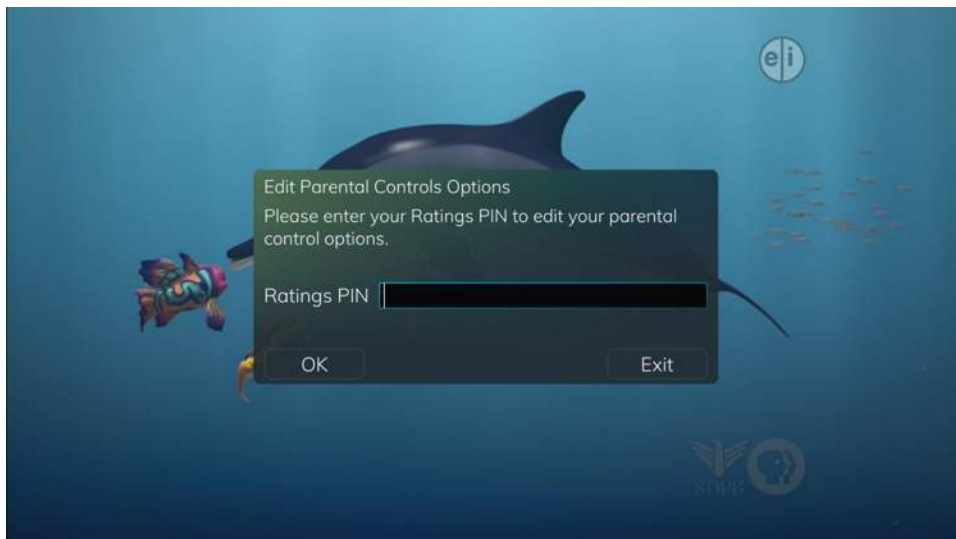 e|i
Edit Parental Controls Options
Please enter your Ratings PIN to edit your parental
control options.
Ratings PIN
OK
Exit
SDPB